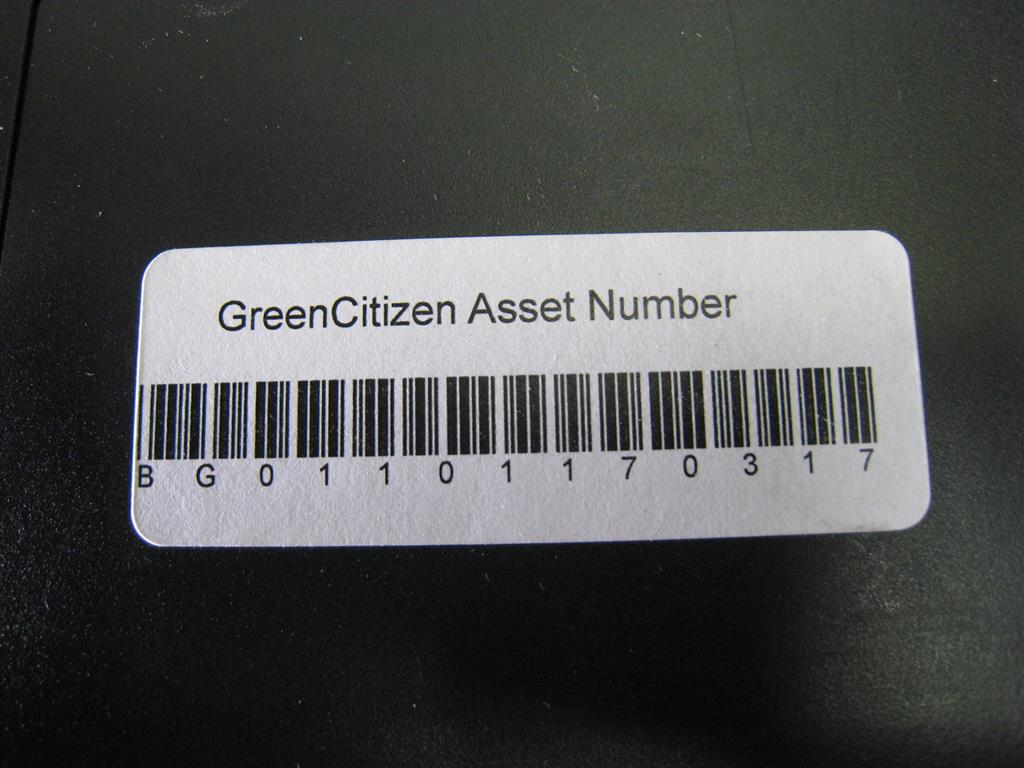 GreenCitizen Asset Number
B G 0 1 1 0 1 1 7 0 3 1 7